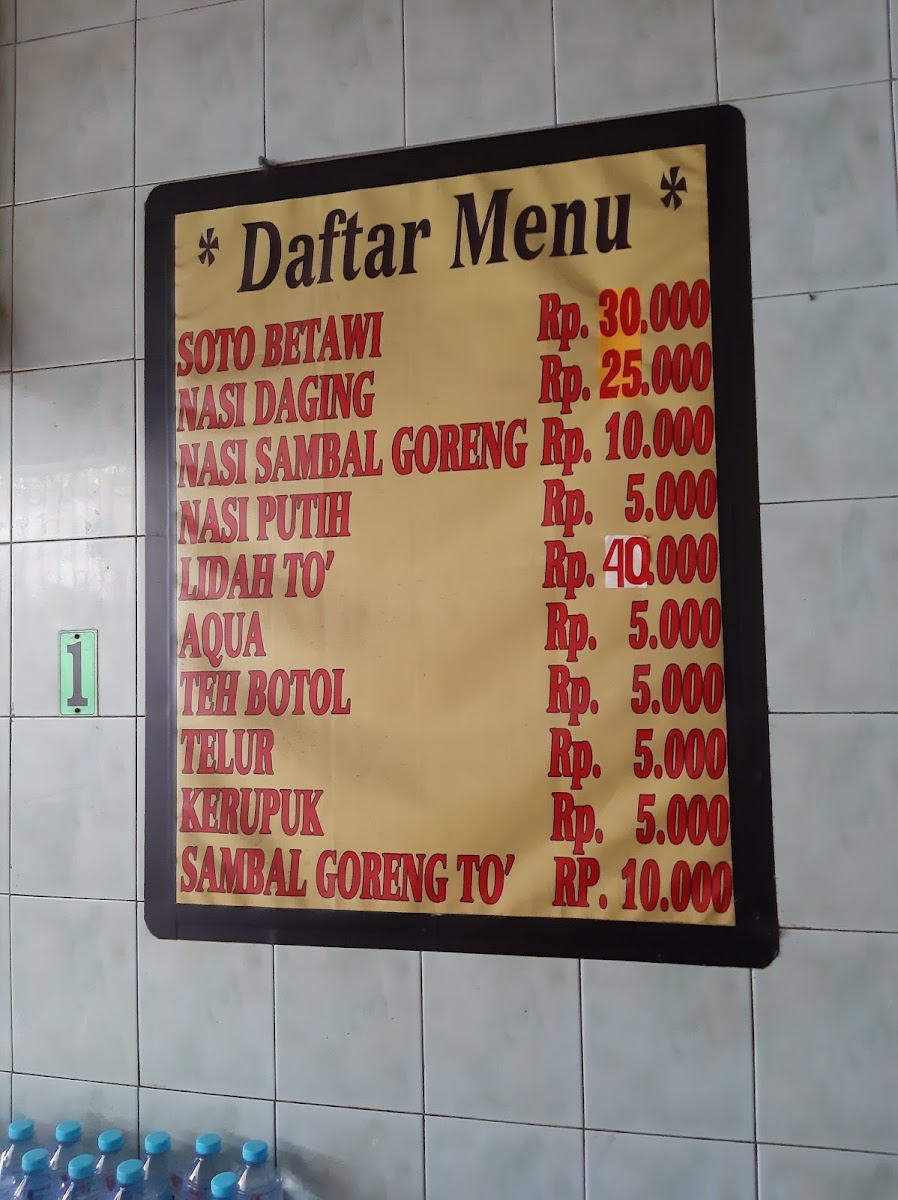 * Daftar Menu *
SOTO BETAWI Rp. 30.000
NASI DAGING Rp. 25.000
NASI SAMBAL GORENG Rp. 10.000
NASI PUTIH Rp. 5.000
LIDAH TO' Rp. 40.000
AQUA Rp. 5.000
TEH BOTOL Rp. 5.000
TELUR Rp. 5.000
KERUPUK Rp. 5.000
SAMBAL GORENG TO' RP. 10.000
1